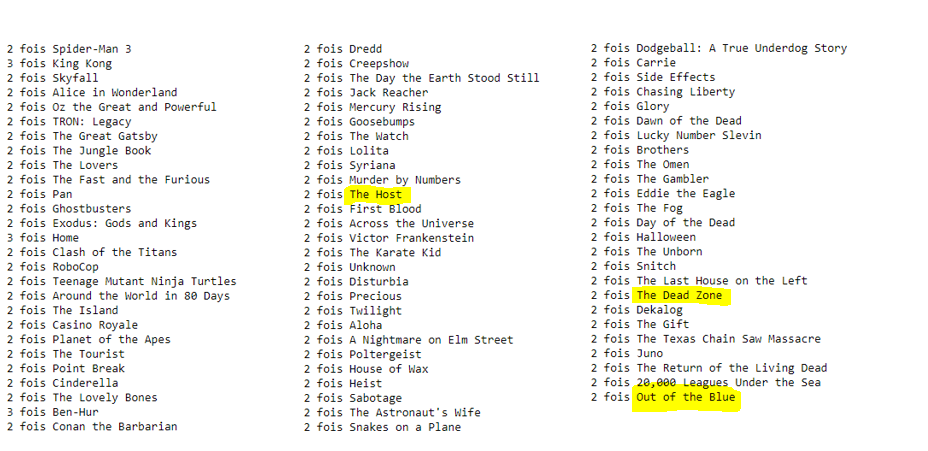 2 fois Spider-Man 3
3 fois King Kong
2 fois Skyfall
2 fois Alice in Wonderland
2 fois Oz the Great and Powerful
2 fois TRON: Legacy
2 fois The Great Gatsby
2 fois The Jungle Book
2 fois The Lovers
2 fois The Fast and the Furious
2 fois Pan
2 fois Ghostbusters
2 fois Exodus: Gods and Kings
3 fois Home
2 fois Clash of the Titans
2 fois RoboCop
2 fois Teenage Mutant Ninja Turtles
2 fois Around the World in 80 Days
2 fois The Island
2 fois Casino Royale
2 fois Planet of the Apes
2 fois The Tourist
2 fois Point Break
2 fois Cinderella
2 fois The Lovely Bones
3 fois Ben-Hur
2 fois Conan the Barbarian
2 fois Dredd
2 fois Creepshow
2 fois The Day the Earth Stood Still
2 fois Jack Reacher
2 fois Mercury Rising
2 fois Goosebumps
2 fois The Watch
2 fois Lolita
2 fois Syriana
2 fois Murder by Numbers
2 fois The Host
2 fois First Blood
2 fois Across the Universe
2 fois Victor Frankenstein
2 fois The Karate Kid
2 fois Unknown
2 fois Disturbia
2 fois Precious
2 fois Twilight
2 fois Aloha
2 fois A Nightmare on Elm Street
2 fois Poltergeist
2 fois House of Wax
2 fois Heist
2 fois Sabotage
2 fois The Astronaut's Wife
2 fois Snakes on a Plane
2 fois Dodgeball: A True Underdog Story
2 fois Carrie
2 fois Side Effects
2 fois Chasing Liberty
2 fois Glory
2 fois Dawn of the Dead
2 fois Lucky Number Slevin
2 fois Brothers
2 fois The Omen
2 fois The Gambler
2 fois Eddie the Eagle
2 fois The Fog
2 fois Day of the Dead
2 fois Halloween
2 fois The Unborn
2 fois Snitch
2 fois The Last House on the Left
2 fois The Dead Zone
2 fois Dekalog
2 fois The Gift
2 fois The Texas Chain Saw Massacre
2 fois Juno
2 fois The Return of the Living Dead
2 fois 20,000 Leagues Under the Sea
2 fois Out of the Blue